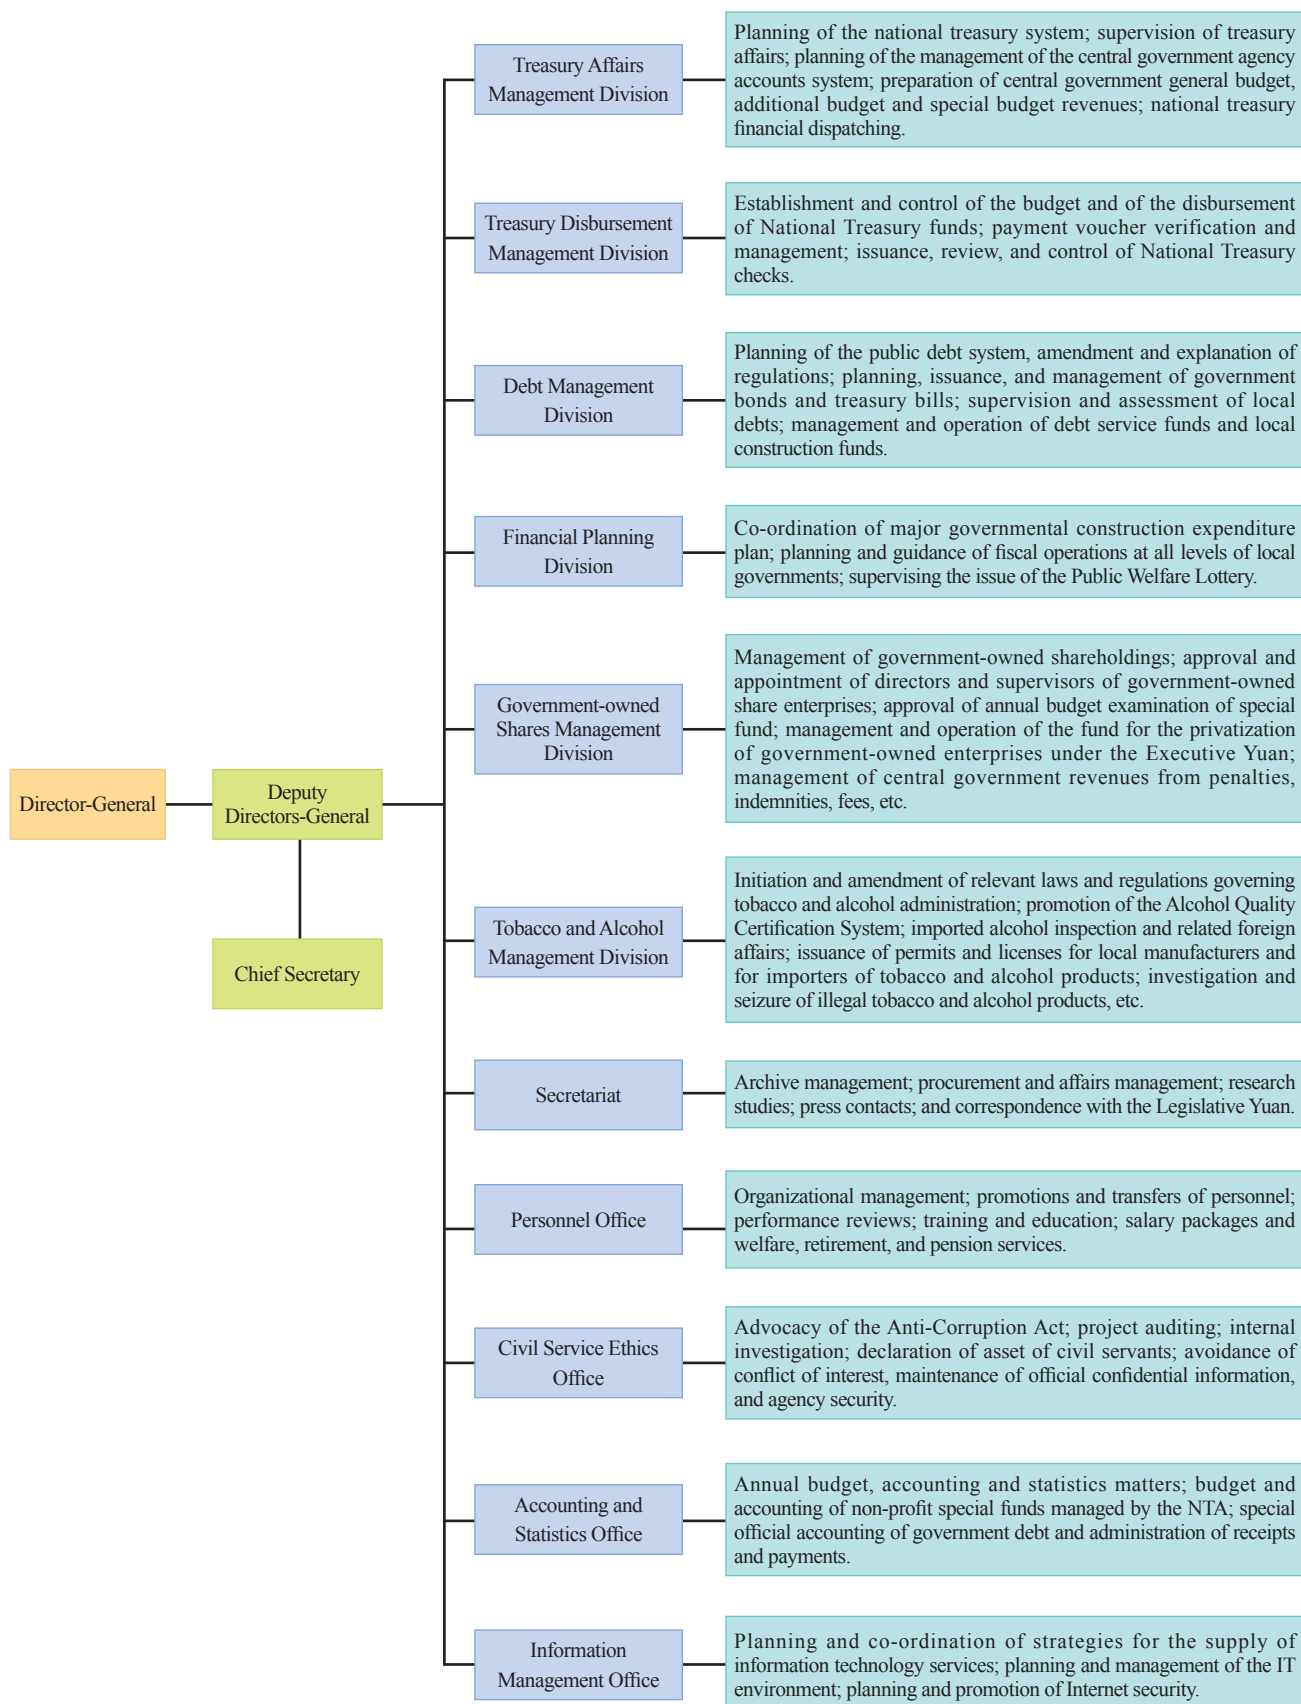 Director-General
Deputy
Directors-General
Chief Secretary
Treasury Affairs
Management Division
Planning of the national treasury system; supervision of treasury
affairs; planning of the management of the central government agency
accounts system; preparation of central government general budget,
additional budget and special budget revenues; national treasury
financial dispatching.
Treasury Disbursement
Management Division
Establishment and control of the budget and of the disbursement
of National Treasury funds; payment voucher verification and
management; issuance, review, and control of National Treasury
checks.
Debt Management
Division
Planning of the public debt system, amendment and explanation of
regulations; planning, issuance, and management of government
bonds and treasury bills; supervision and assessment of local
debts; management and operation of debt service funds and local
construction funds.
Financial Planning
Division
Co-ordination of major governmental construction expenditure
plan; planning and guidance of fiscal operations at all levels of local
governments; supervising the issue of the Public Welfare Lottery.
Government-owned
Shares Management
Division
Management of government-owned shareholdings; approval and
appointment of directors and supervisors of government-owned
share enterprises; approval of annual budget examination of special
fund; management and operation of the fund for the privatization
of government-owned enterprises under the Executive Yuan;
management of central government revenues from penalties,
indemnities, fees, etc.
Tobacco and Alcohol
Management Division
Initiation and amendment of relevant laws and regulations governing
tobacco and alcohol administration; promotion of the Alcohol Quality
Certification System; imported alcohol inspection and related foreign
affairs; issuance of permits and licenses for local manufacturers and
for importers of tobacco and alcohol products; investigation and
seizure of illegal tobacco and alcohol products, etc.
Secretariat
Archive management; procurement and affairs management; research
studies; press contacts; and correspondence with the Legislative Yuan.
Personnel Office
Organizational management; promotions and transfers of personnel;
performance reviews; training and education; salary packages and
welfare, retirement, and pension services.
Civil Service Ethics
Office
Advocacy of the Anti-Corruption Act; project auditing; internal
investigation; declaration of asset of civil servants; avoidance of
conflict of interest, maintenance of official confidential information,
and agency security.
Accounting and
Statistics Office
Annual budget, accounting and statistics matters; budget and
accounting of non-profit special funds managed by the NTA; special
official accounting of government debt and administration of receipts
and payments.
Information
Management Office
Planning and co-ordination of strategies for the supply of
information technology services; planning and management of the IT
environment; planning and promotion of Internet security.